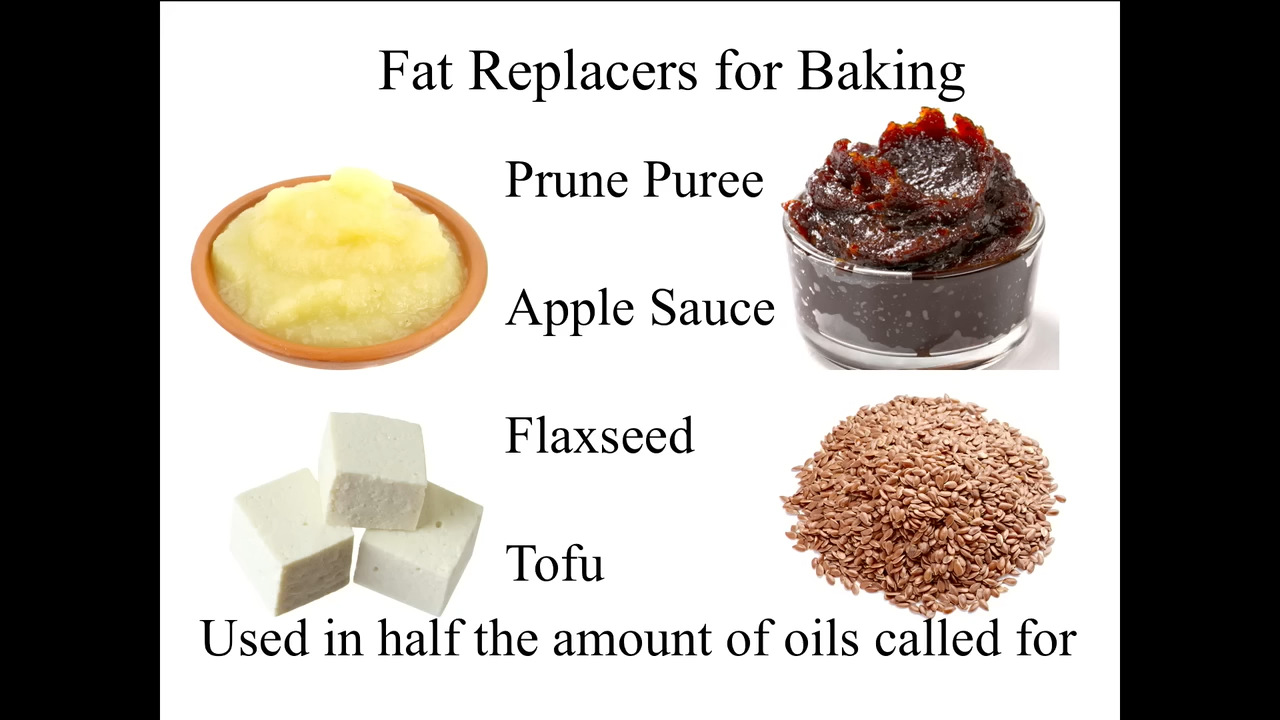 Fat Replacers for Baking
Prune Puree
Apple Sauce
Flaxseed
Tofu
Used in half the amount of oils called for